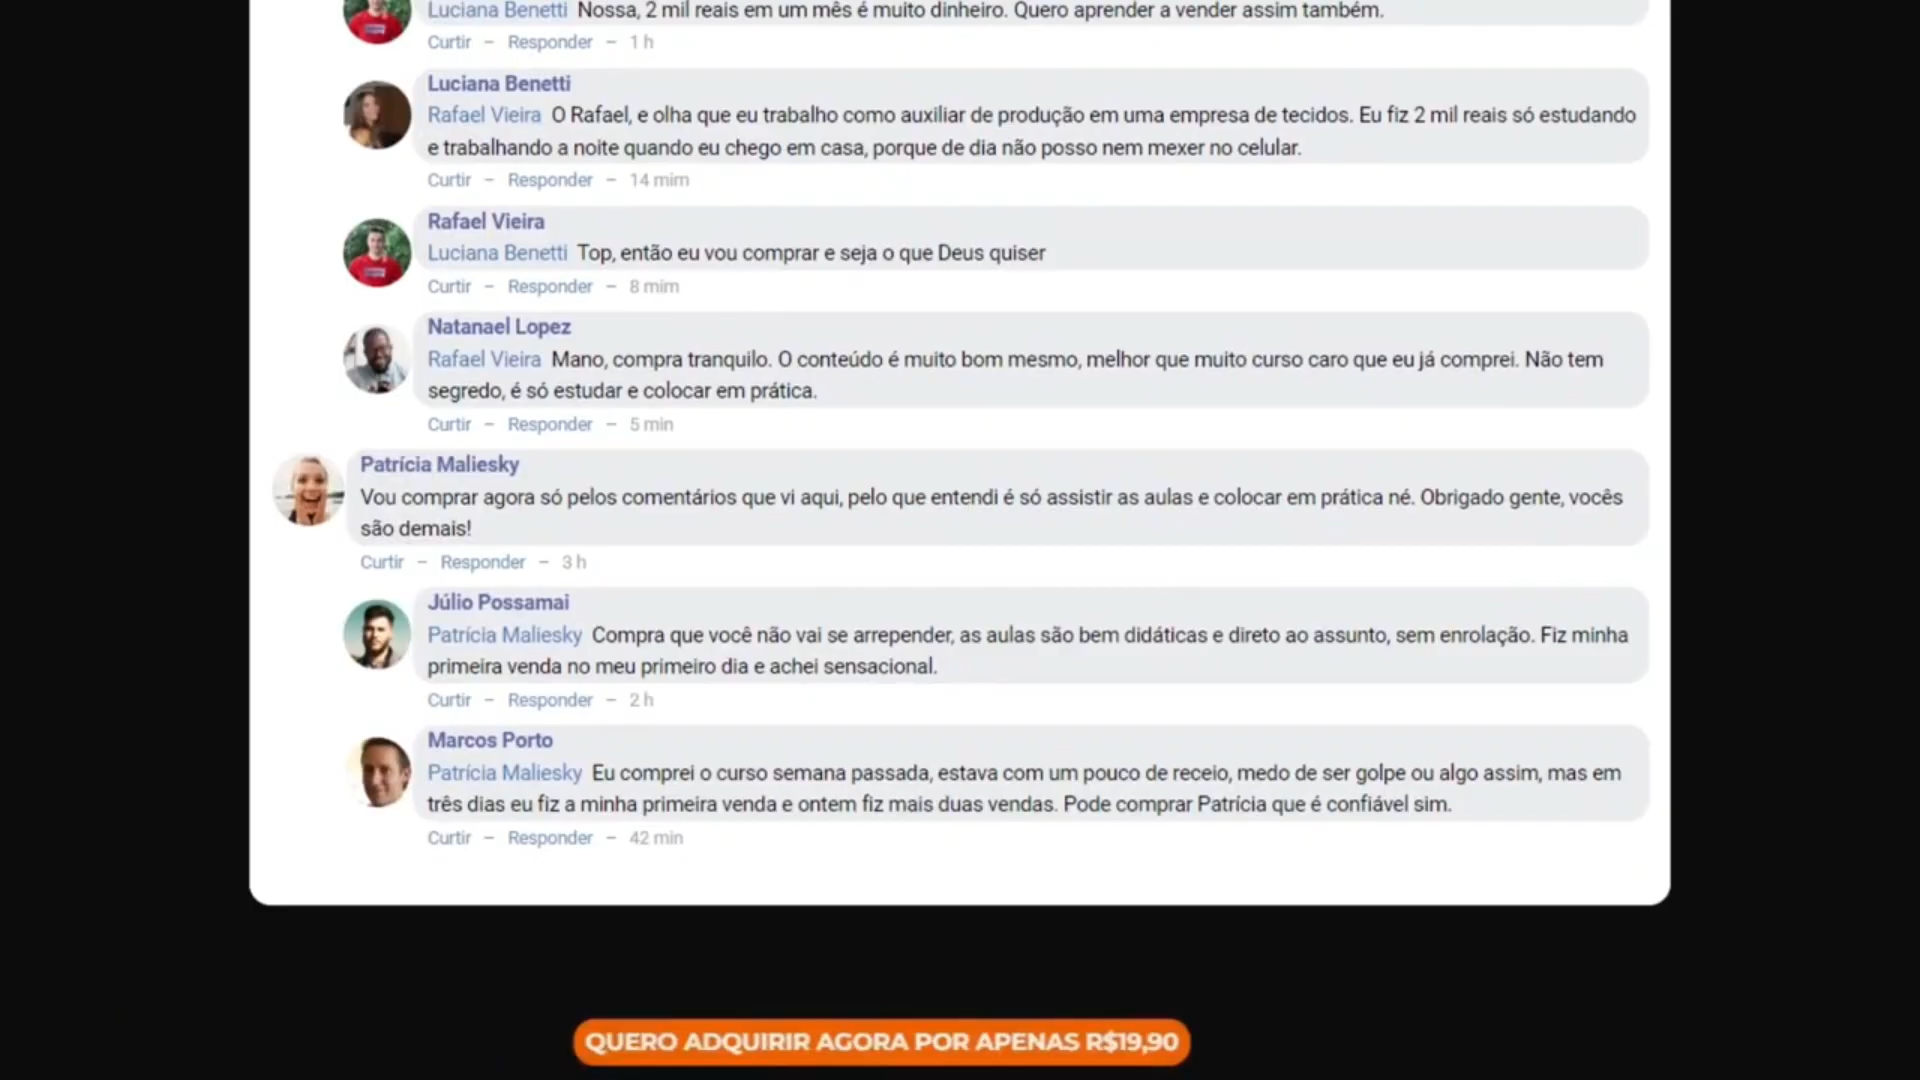 Luciana Benetti Nossa, 2 mil reais em um mês é muito dinheiro. Quero aprender a vender assim também.
Curtir – Responder – 1 h
Luciana Benetti
Rafael Vieira O Rafael, e olha que eu trabalho como auxiliar de produção em uma empresa de tecidos. Eu fiz 2 mil reais só estudando
e trabalhando a noite quando eu chego em casa, porque de dia não posso nem mexer no celular.
Curtir – Responder – 14 mim
Rafael Vieira
Luciana Benetti Top, então eu vou comprar e seja o que Deus quiser
Curtir – Responder – 8 mim
Natanael Lopez
Rafael Vieira Mano, compra tranquilo. O conteúdo é muito bom mesmo, melhor que muito curso caro que eu já comprei. Não tem
segredo, é só estudar e colocar em prática.
Curtir – Responder – 5 min
Patrícia Maliesky
Vou comprar agora só pelos comentários que vi aqui, pelo que entendi é só assistir as aulas e colocar em prática né. Obrigado gente, vocês
são demais!
Curtir – Responder – 3 h
Júlio Possamai
Patrícia Maliesky Compra que você não vai se arrepender, as aulas são bem didáticas e direto ao assunto, sem enrolação. Fiz minha
primeira venda no meu primeiro dia e achei sensacional.
Curtir – Responder – 2 h
Marcos Porto
Patrícia Maliesky Eu comprei o curso semana passada, estava com um pouco de receio, medo de ser golpe ou algo assim, mas em
três dias eu fiz a minha primeira venda e ontem fiz mais duas vendas. Pode comprar Patrícia que é confiável sim.
Curtir – Responder – 42 min
QUERO ADQUIRIR AGORA POR APENAS R$19,90